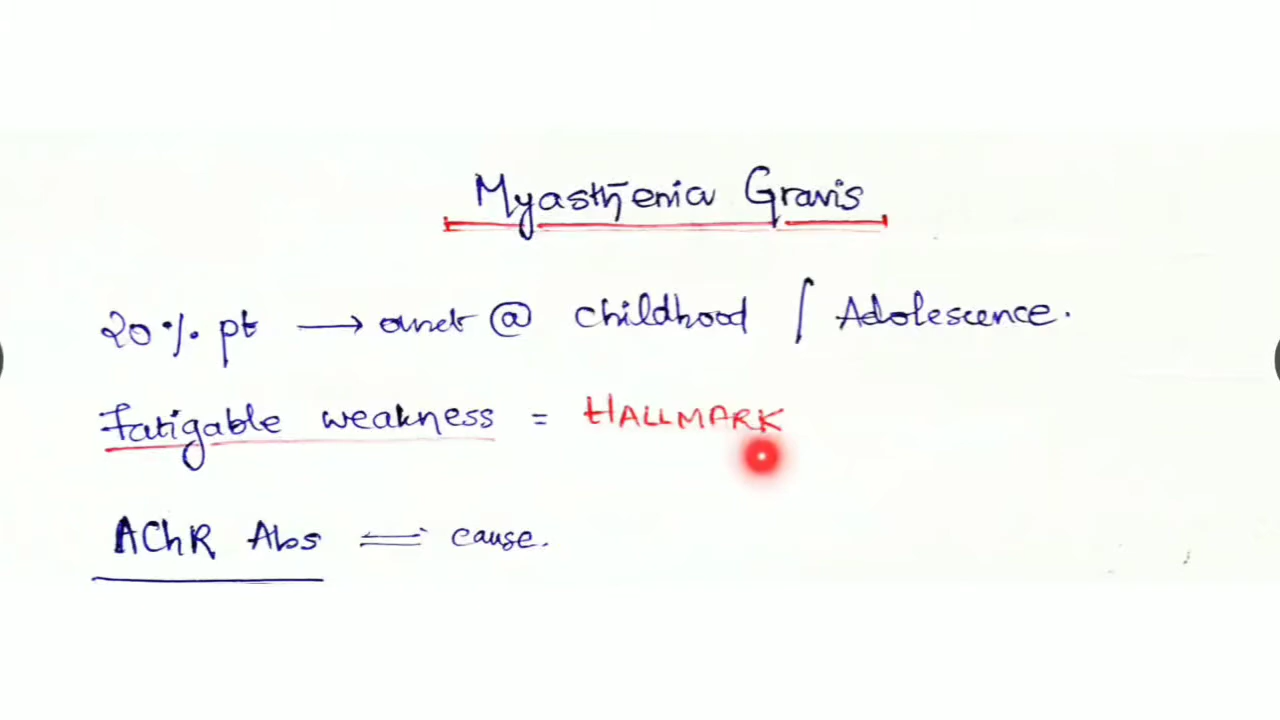 Myasthenia Gravis
20% pt → onset @ childhood / Adolescence.
Fatigable weakness = HALLMARK
AChR Abs = cause.